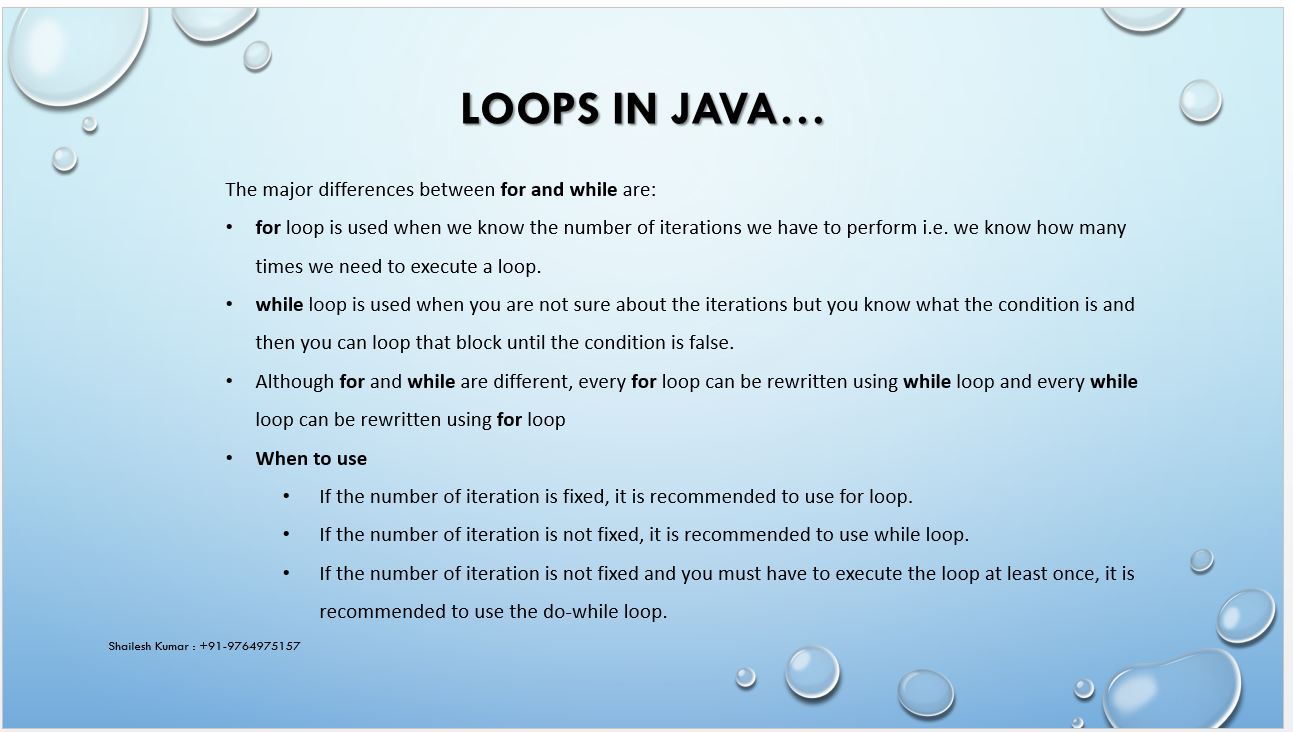 LOOPS IN JAVA...
The major differences between for and while are:
• for loop is used when we know the number of iterations we have to perform i.e. we know how many
times we need to execute a loop.
• while loop is used when you are not sure about the iterations but you know what the condition is and
then you can loop that block until the condition is false.
• Although for and while are different, every for loop can be rewritten using while loop and every while
loop can be rewritten using for loop
• When to use
• If the number of iteration is fixed, it is recommended to use for loop.
• If the number of iteration is not fixed, it is recommended to use while loop.
• If the number of iteration is not fixed and you must have to execute the loop at least once, it is
recommended to use the do-while loop.
Shailesh Kumar : +91-9764975157